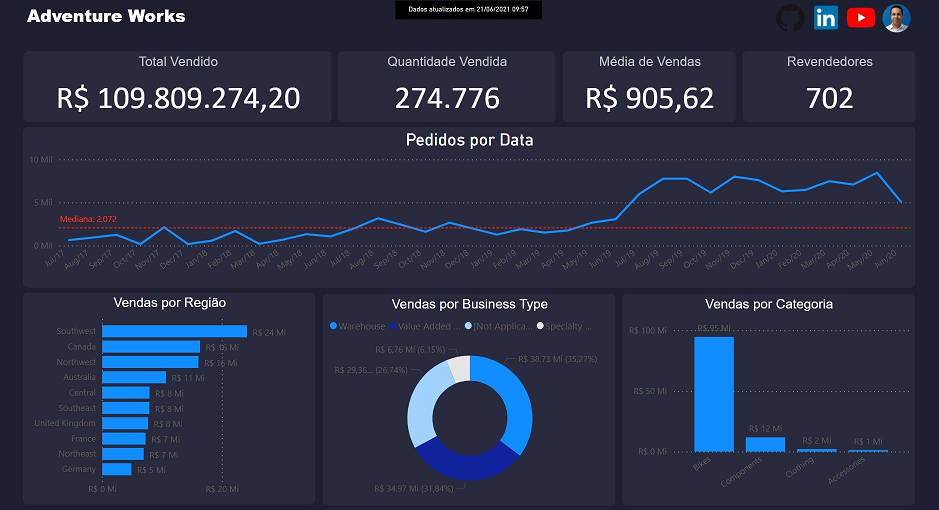 Adventure Works
Dados atualizados em 21/06/2021 09:57
in
Total Vendido
R$ 109.809.274,20
Quantidade Vendida
274.776
Média de Vendas
R$ 905,62
Revendedores
702
Pedidos por Data
10 Mil
5 Mil
0 Mil
Mediana: 2.072
Jul/17 Aug/17 Sep/17 Oct/17 Nov/17 Dec/17 Jan/18 Feb/18 Mar/18 Apr/18 May/18 Jun/18 Jul/18 Aug/18 Sep/18 Oct/18 Nov/18 Dec/18 Jan/19 Feb/19 Mar/19 Apr/19 May/19 Jun/19 Jul/19 Aug/19 Sep/19 Oct/19 Nov/19 Dec/19 Jan/20 Feb/20 Mar/20 Apr/20 May/20 Jun/20
Vendas por Região
Southwest R$ 24 Mi
Canada R$ 16 Mi
Northwest R$ 16 Mi
Australia R$ 11 Mi
Central R$ 8 Mi
Southeast R$ 8 Mi
United Kingdom R$ 8 Mi
France R$ 7 Mi
Northeast R$ 7 Mi
Germany R$ 5 Mi
R$ 0 Mi R$ 20 Mi
Vendas por Business Type
Warehouse Value Added ... [Not Applica... Specialty ...
R$ 6,76 Mi (6,15%)
R$ 38,73 Mi (35,27%)
R$ 29,36... (26,74%)
R$ 34,97 Mi (31,84%)
Vendas por Categoria
R$ 100 Mi
R$ 50 Mi
R$ 0 Mi
R$ 95 Mi
R$ 12 Mi
R$ 2 Mi
R$ 1 Mi
Bikes
Components
Clothing
Accessories